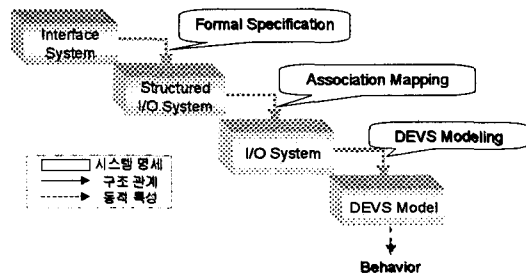 Formal Specification
Interface
System
Association Mapping
Structured
I/O System
DEVS Modeling
I/O System
시스템 명세
구조 관계
동적 특성
DEVS Model
Behavior